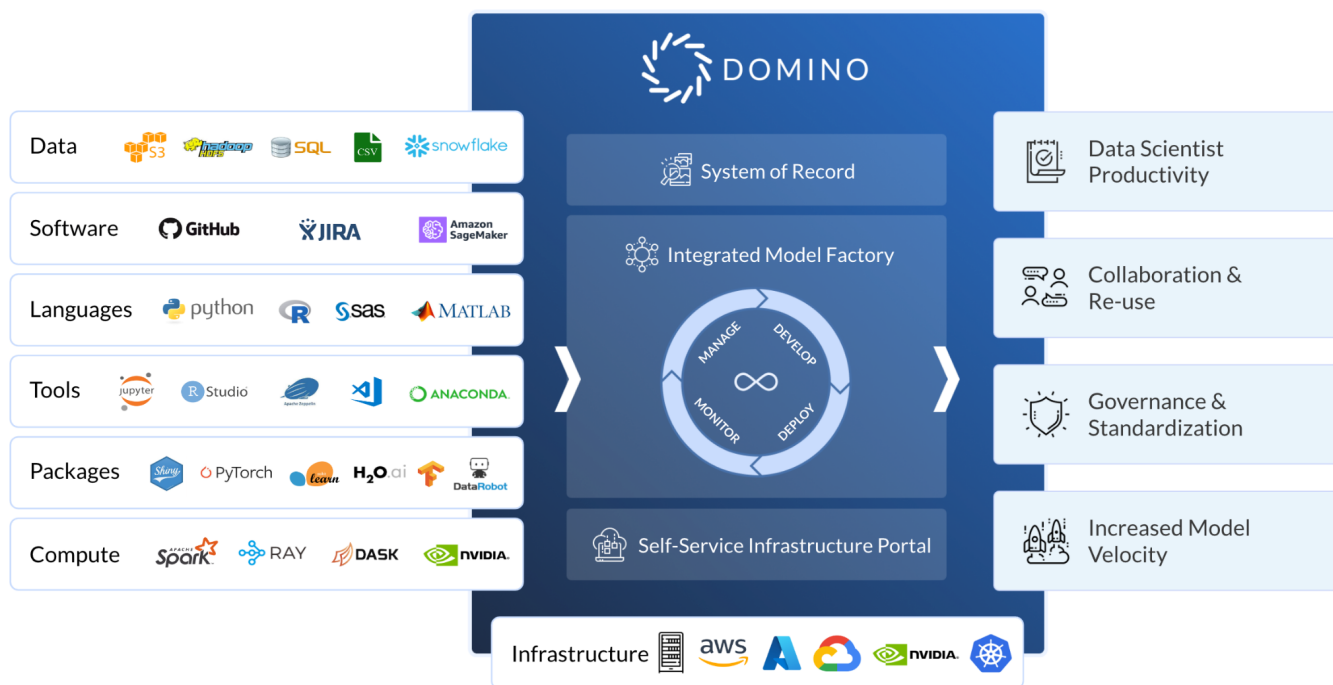 DOMINO
Data
S3
hadoop
HDFS
SQL
CSV
snowflake
Software
GitHub
JIRA
Amazon
SageMaker
Languages
python
R
sas
MATLAB
Tools
jupyter
R Studio
Apache Zeppelin
ANACONDA.
Packages
Shiny
PyTorch
learn
H2O.ai
DataRobot
Compute
APACHE
Spark
RAY
DASK
NVIDIA.
System of Record
Integrated Model Factory
MANAGE
DEVELOP
MONITOR
DEPLOY
Self-Service Infrastructure Portal
Infrastructure
aws
NVIDIA.
Data Scientist
Productivity
Collaboration &
Re-use
Governance &
Standardization
Increased Model
Velocity